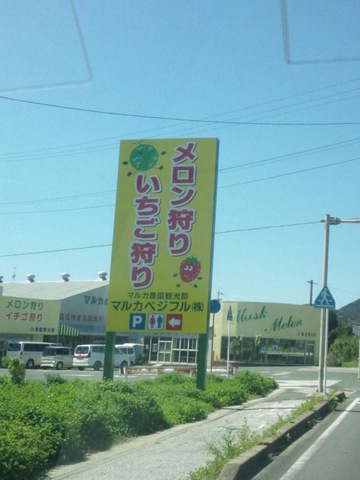 メロン狩り
いちご狩り
マルカ農園観光部
マルカベジフル(株)
P
メロン狩り
イチゴ狩り
マルカ
Musk Melon